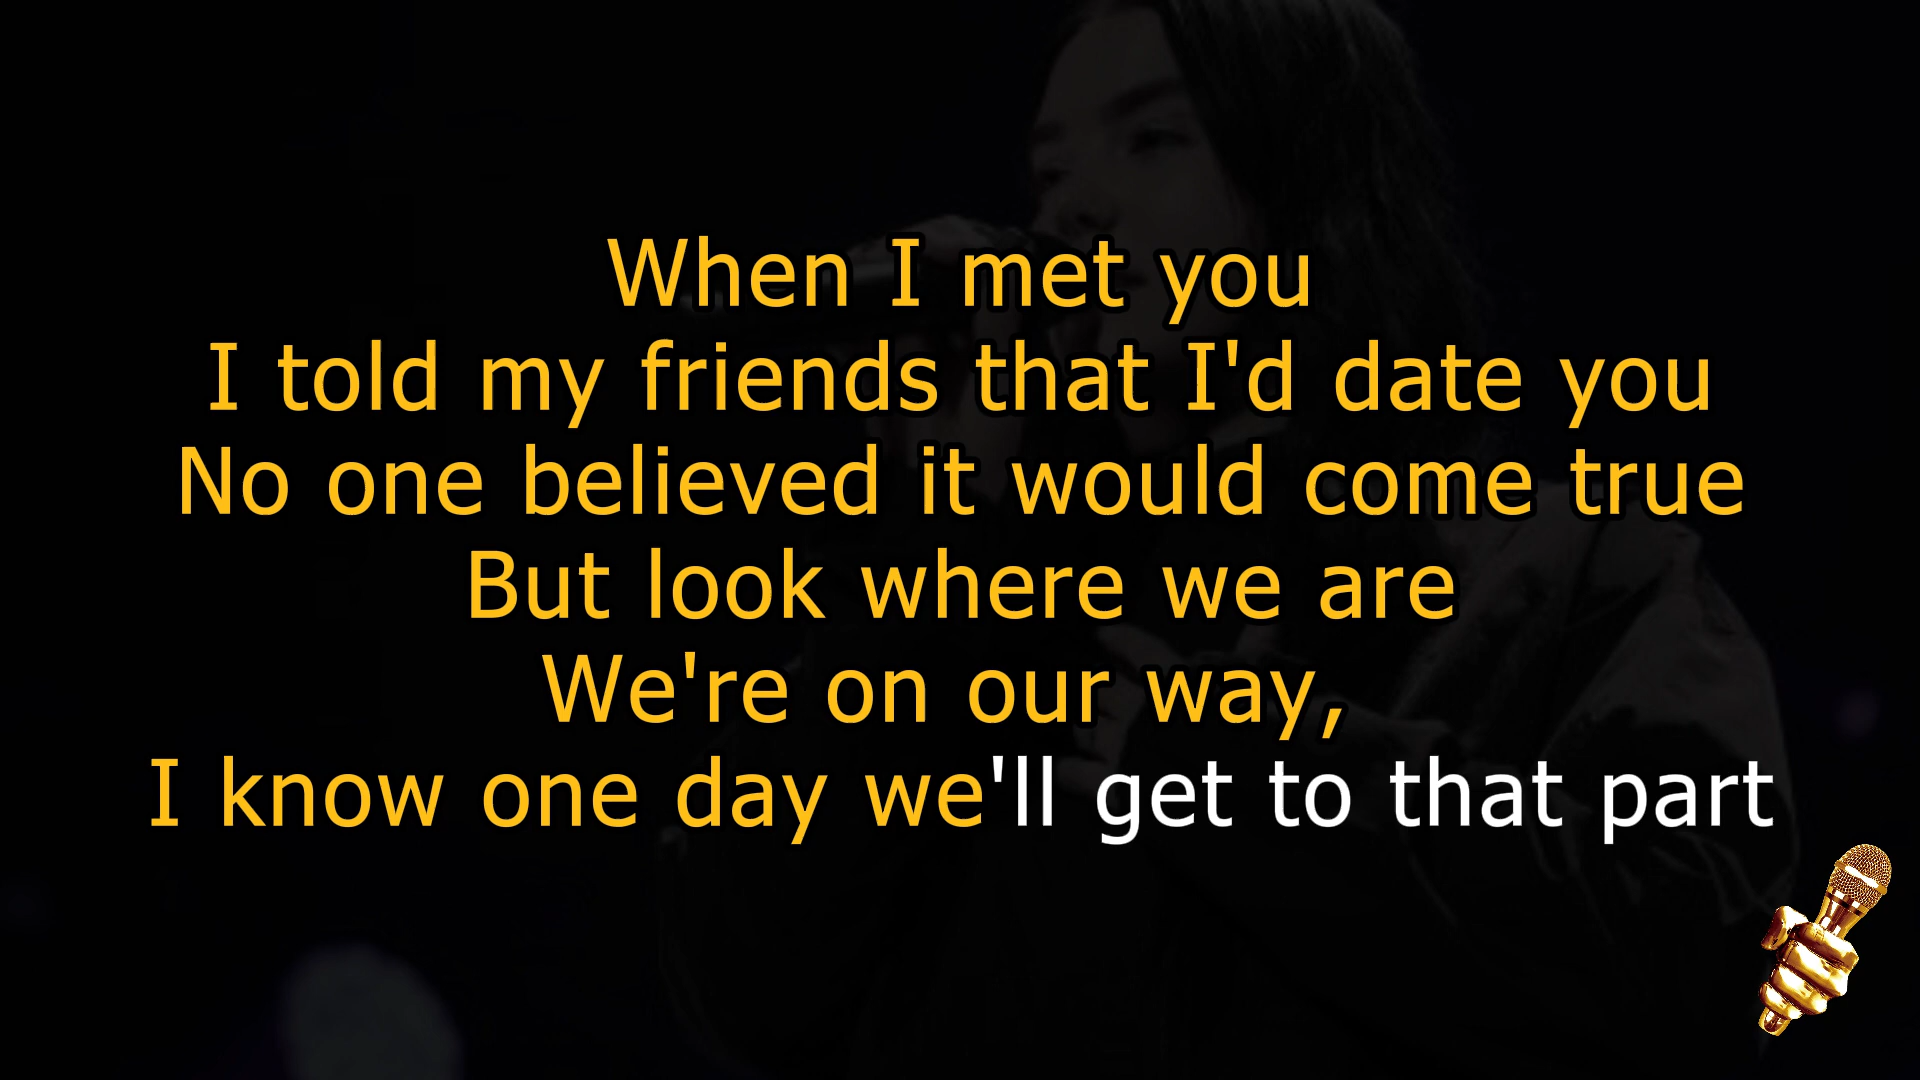 When I met you
I told my friends that I'd date you
No one believed it would come true
But look where we are
We're on our way,
I know one day we'll get to that part